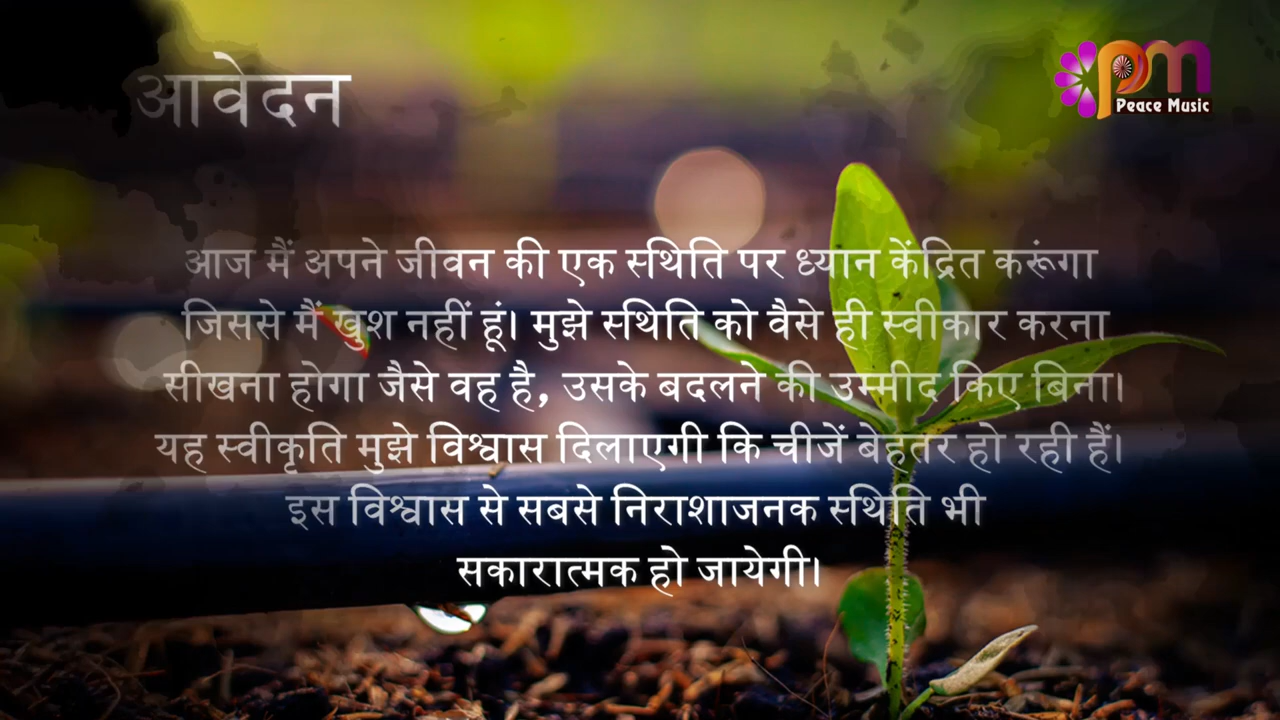 आवेदन
pm
Peace Music
आज मैं अपने जीवन की एक स्थिति पर ध्यान केंद्रित करूंगा
जिससे मैं खुश नहीं हूं। मुझे स्थिति को वैसे ही स्वीकार करना
सीखना होगा जैसे वह है, उसके बदलने की उम्मीद किए बिना।
यह स्वीकृति मुझे विश्वास दिलाएगी कि चीजें बेहतर हो रही हैं।
इस विश्वास से सबसे निराशाजनक स्थिति भी
सकारात्मक हो जायेगी।